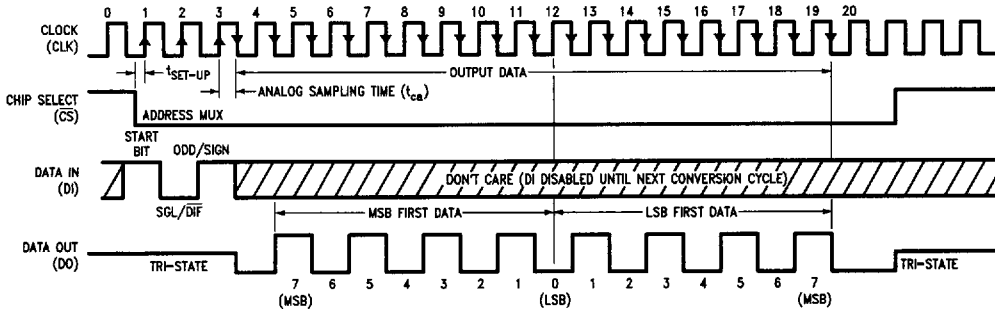 0 1 2 3 4 5 6 7 8 9 10 11 12 13 14 15 16 17 18 19 20
CLOCK
(CLK)
tSET-UP
OUTPUT DATA
ANALOG SAMPLING TIME (tca)
CHIP SELECT
(CS)
ADDRESS MUX
START
BIT
ODD/SIGN
DATA IN
(DI)
DON'T CARE (DI DISABLED UNTIL NEXT CONVERSION CYCLE)
SGL/DIF
MSB FIRST DATA
LSB FIRST DATA
DATA OUT
(DO)
TRI-STATE
TRI-STATE
7 6 5 4 3 2 1 0 1 2 3 4 5 6 7
(MSB) (LSB) (MSB)